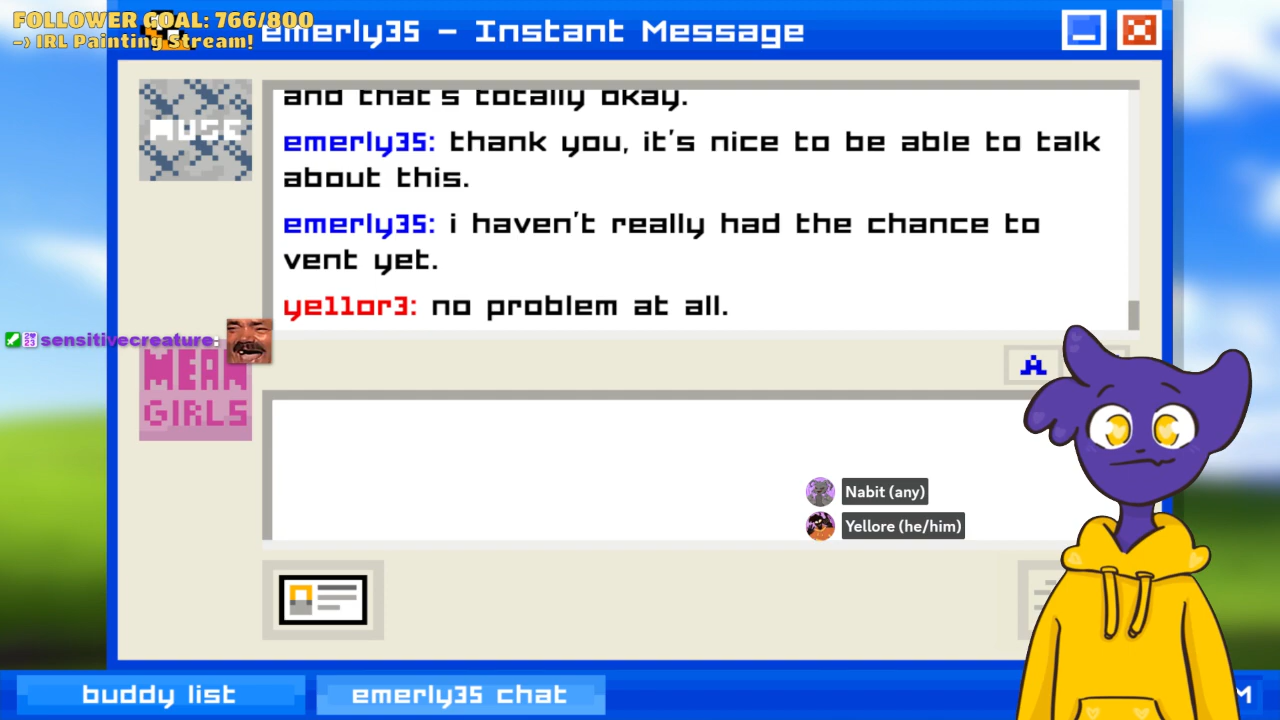 FOLLOWER GOAL: 766/800
-> IRL Painting Stream!
emerly35 - Instant Message
MUSE
and that's totally okay.
emerly35: thank you, it's nice to be able to talk
about this.
emerly35: i haven't really had the chance to
vent yet.
yellor3: no problem at all.
sensitivecreature:
MEAN
GIRLS
A
Nabit (any)
Yellore (he/him)
buddy list
emerly35 chat
M